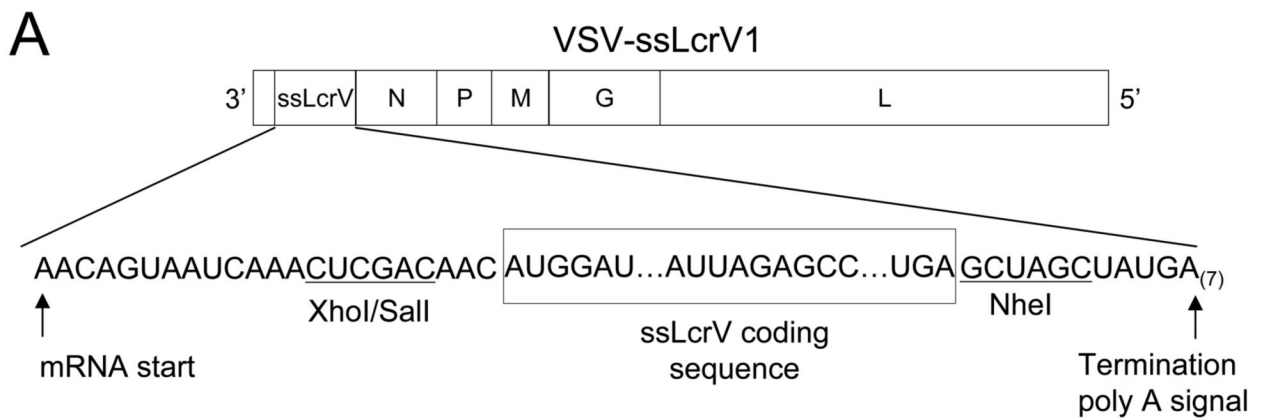 A
VSV-ssLcrV1
3’ ssLcrV N P M G L 5’
AACAGUAAUCAAACUCGACAAC AUGGAU...AUUAGAGCC...UGA GCUAGCUAUGA(7)
XhoI/SalI
NheI
ssLcrV coding
sequence
mRNA start
Termination
poly A signal